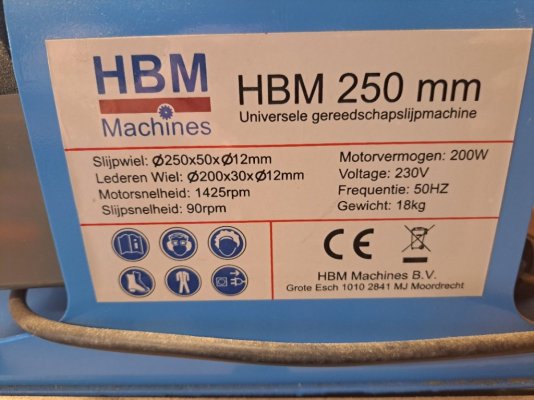 HBM
Machines
HBM 250 mm
Universele gereedschapslijpmachine
Slijpwiel: Ø250x50xØ12mm
Lederen Wiel: Ø200x30xØ12mm
Motorsnelheid: 1425rpm
Slijpsnelheid: 90rpm
Motorvermogen: 200W
Voltage: 230V
Frequentie: 50HZ
Gewicht: 18kg
CE
HBM Machines B.V.
Grote Esch 1010 2841 MJ Moordrecht